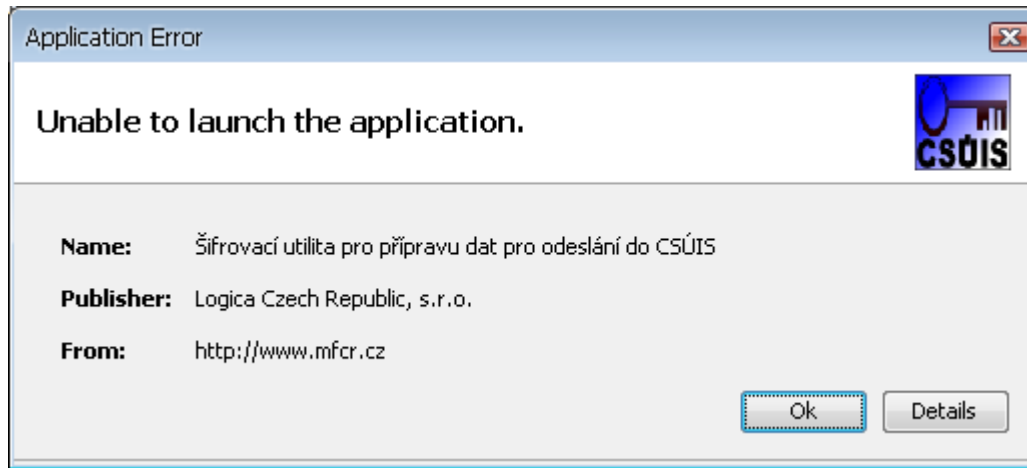 Application Error
Unable to launch the application.
CSÚIS
Name: Šifrovací utilita pro přípravu dat pro odeslání do CSÚIS
Publisher: Logica Czech Republic, s.r.o.
From: http://www.mfcr.cz
Ok Details